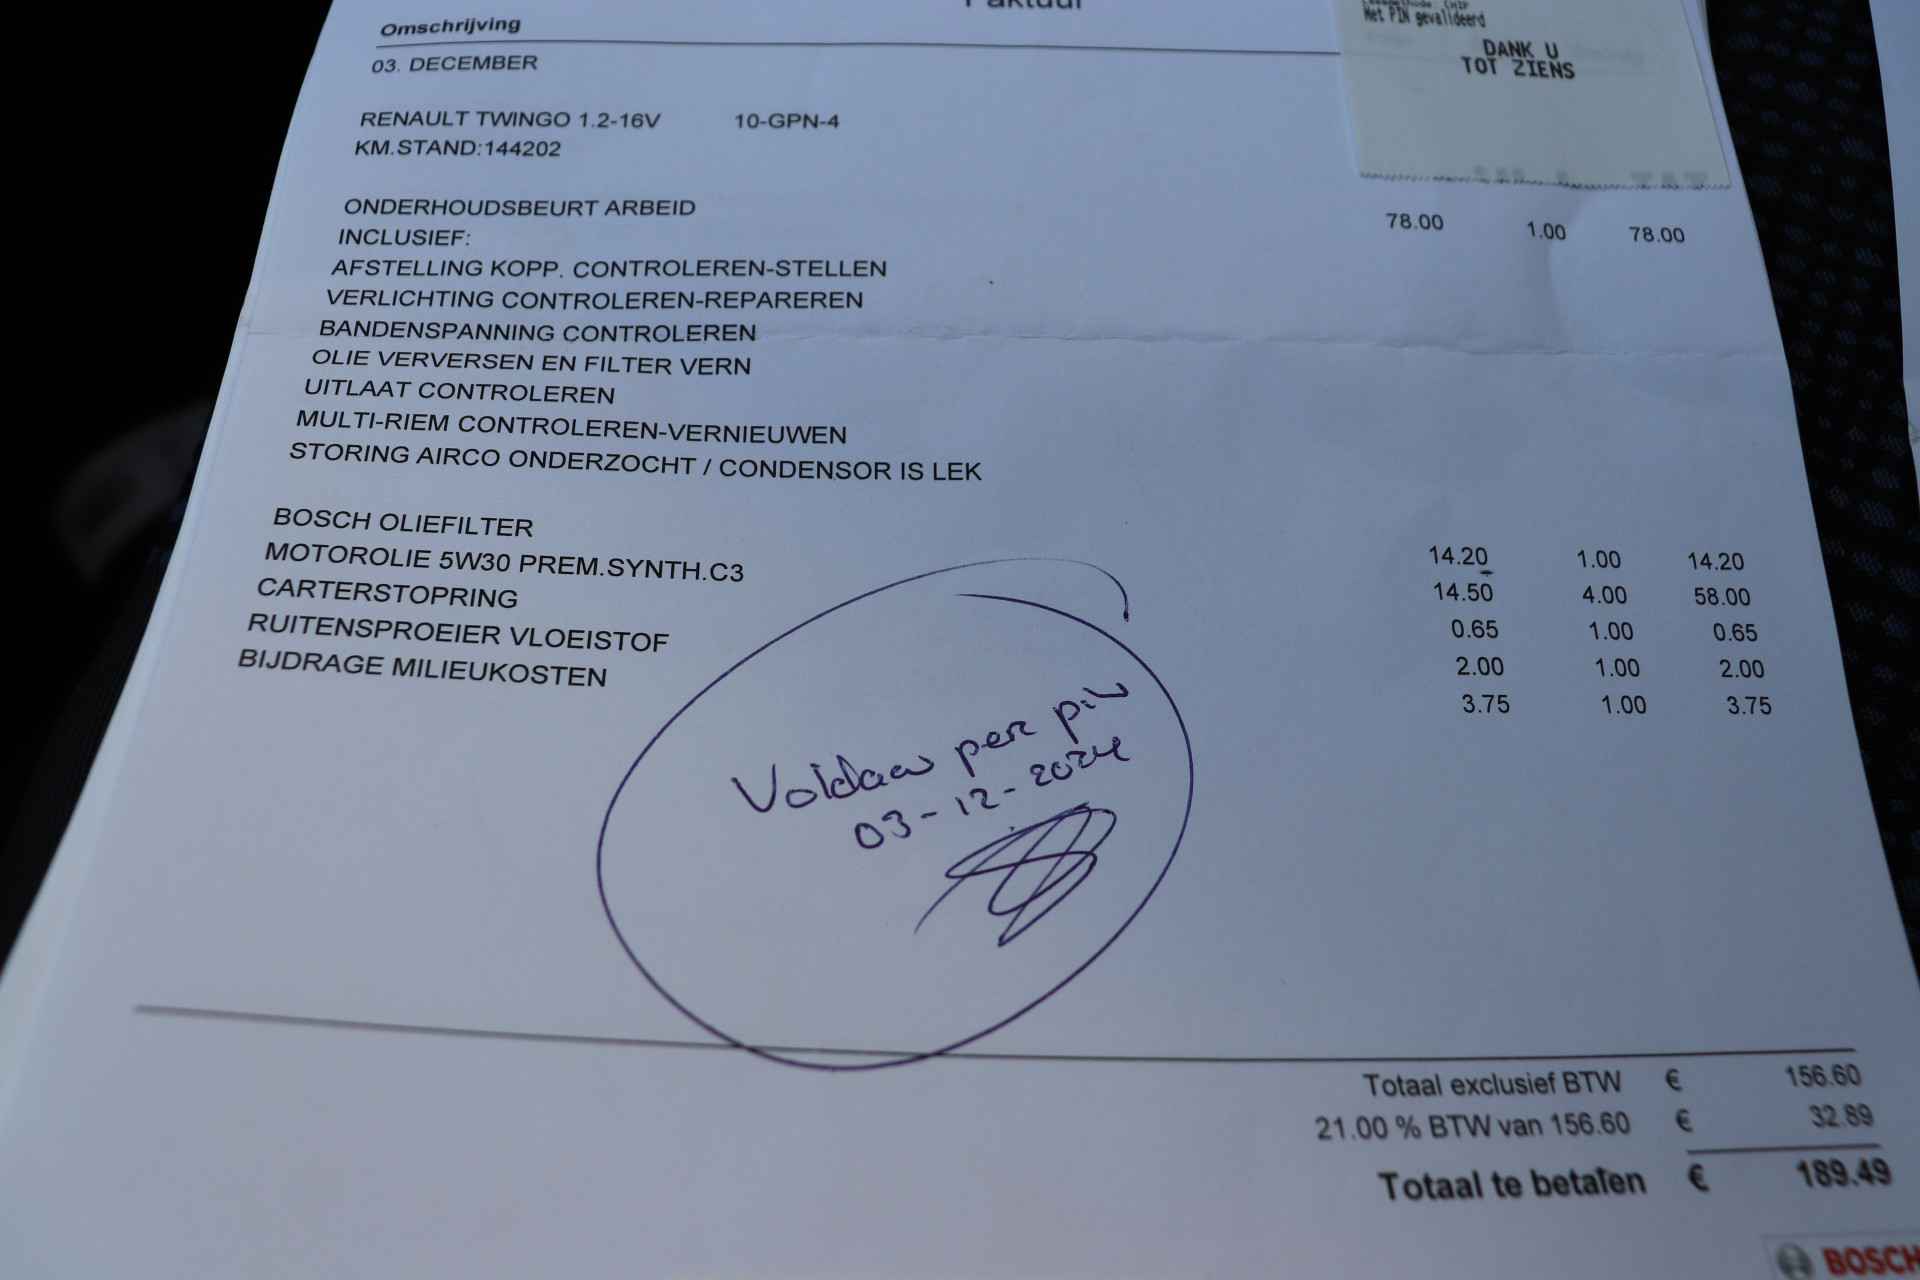 Faktuur
Omschrijving
Met PIN gevalideerd
DANK U
TOT ZIENS
03. DECEMBER
RENAULT TWINGO 1.2-16V 10-GPN-4
KM.STAND:144202
ONDERHOUDSBEURT ARBEID 78.00 1.00 78.00
INCLUSIEF:
AFSTELLING KOPP. CONTROLEREN-STELLEN
VERLICHTING CONTROLEREN-REPAREREN
BANDENSPANNING CONTROLEREN
OLIE VERVERSEN EN FILTER VERN
UITLAAT CONTROLEREN
MULTI-RIEM CONTROLEREN-VERNIEUWEN
STORING AIRCO ONDERZOCHT / CONDENSOR IS LEK
BOSCH OLIEFILTER 14.20 1.00 14.20
MOTOROLIE 5W30 PREM.SYNTH.C3 14.50 4.00 58.00
CARTERSTOPRING 0.65 1.00 0.65
RUITENSPROEIER VLOEISTOF 2.00 1.00 2.00
BIJDRAGE MILIEUKOSTEN 3.75 1.00 3.75
Voldaan per pin
03-12-2024
Totaal exclusief BTW € 156.60
21.00 % BTW van 156.60 € 32.89
Totaal te betalen € 189.49
BOSCH